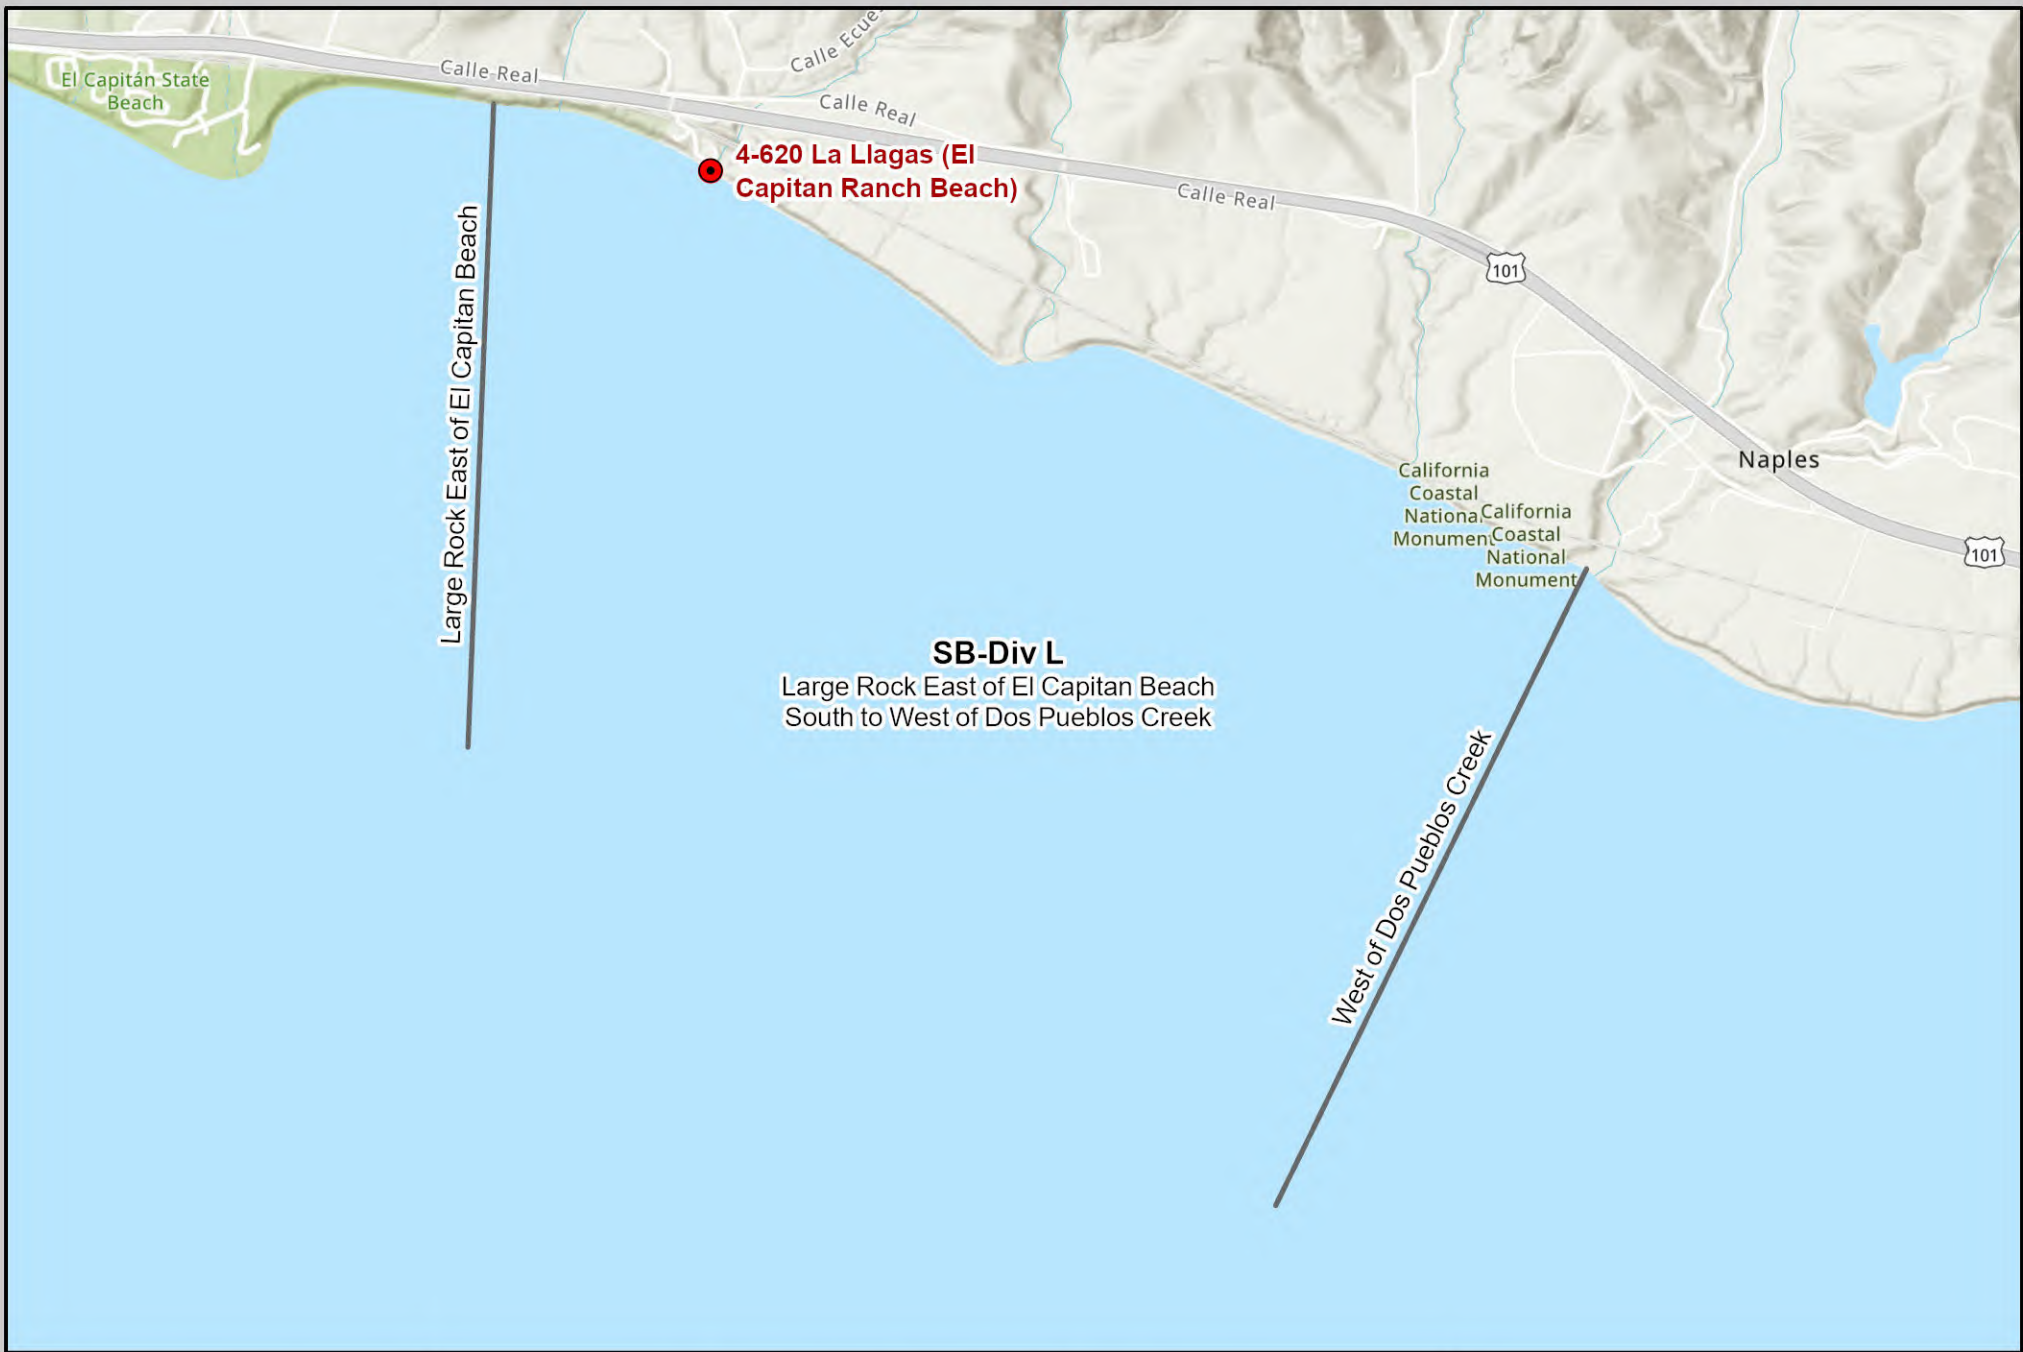 El Capitán State
Beach
Calle Real
Calle Ecues
Calle Real
4-620 La Llagas (El
Capitan Ranch Beach)
Calle Real
101
Large Rock East of El Capitan Beach
Naples
California
Coastal
National
Monument
California
Coastal
National
Monument
101
SB-Div L
Large Rock East of El Capitan Beach
South to West of Dos Pueblos Creek
West of Dos Pueblos Creek